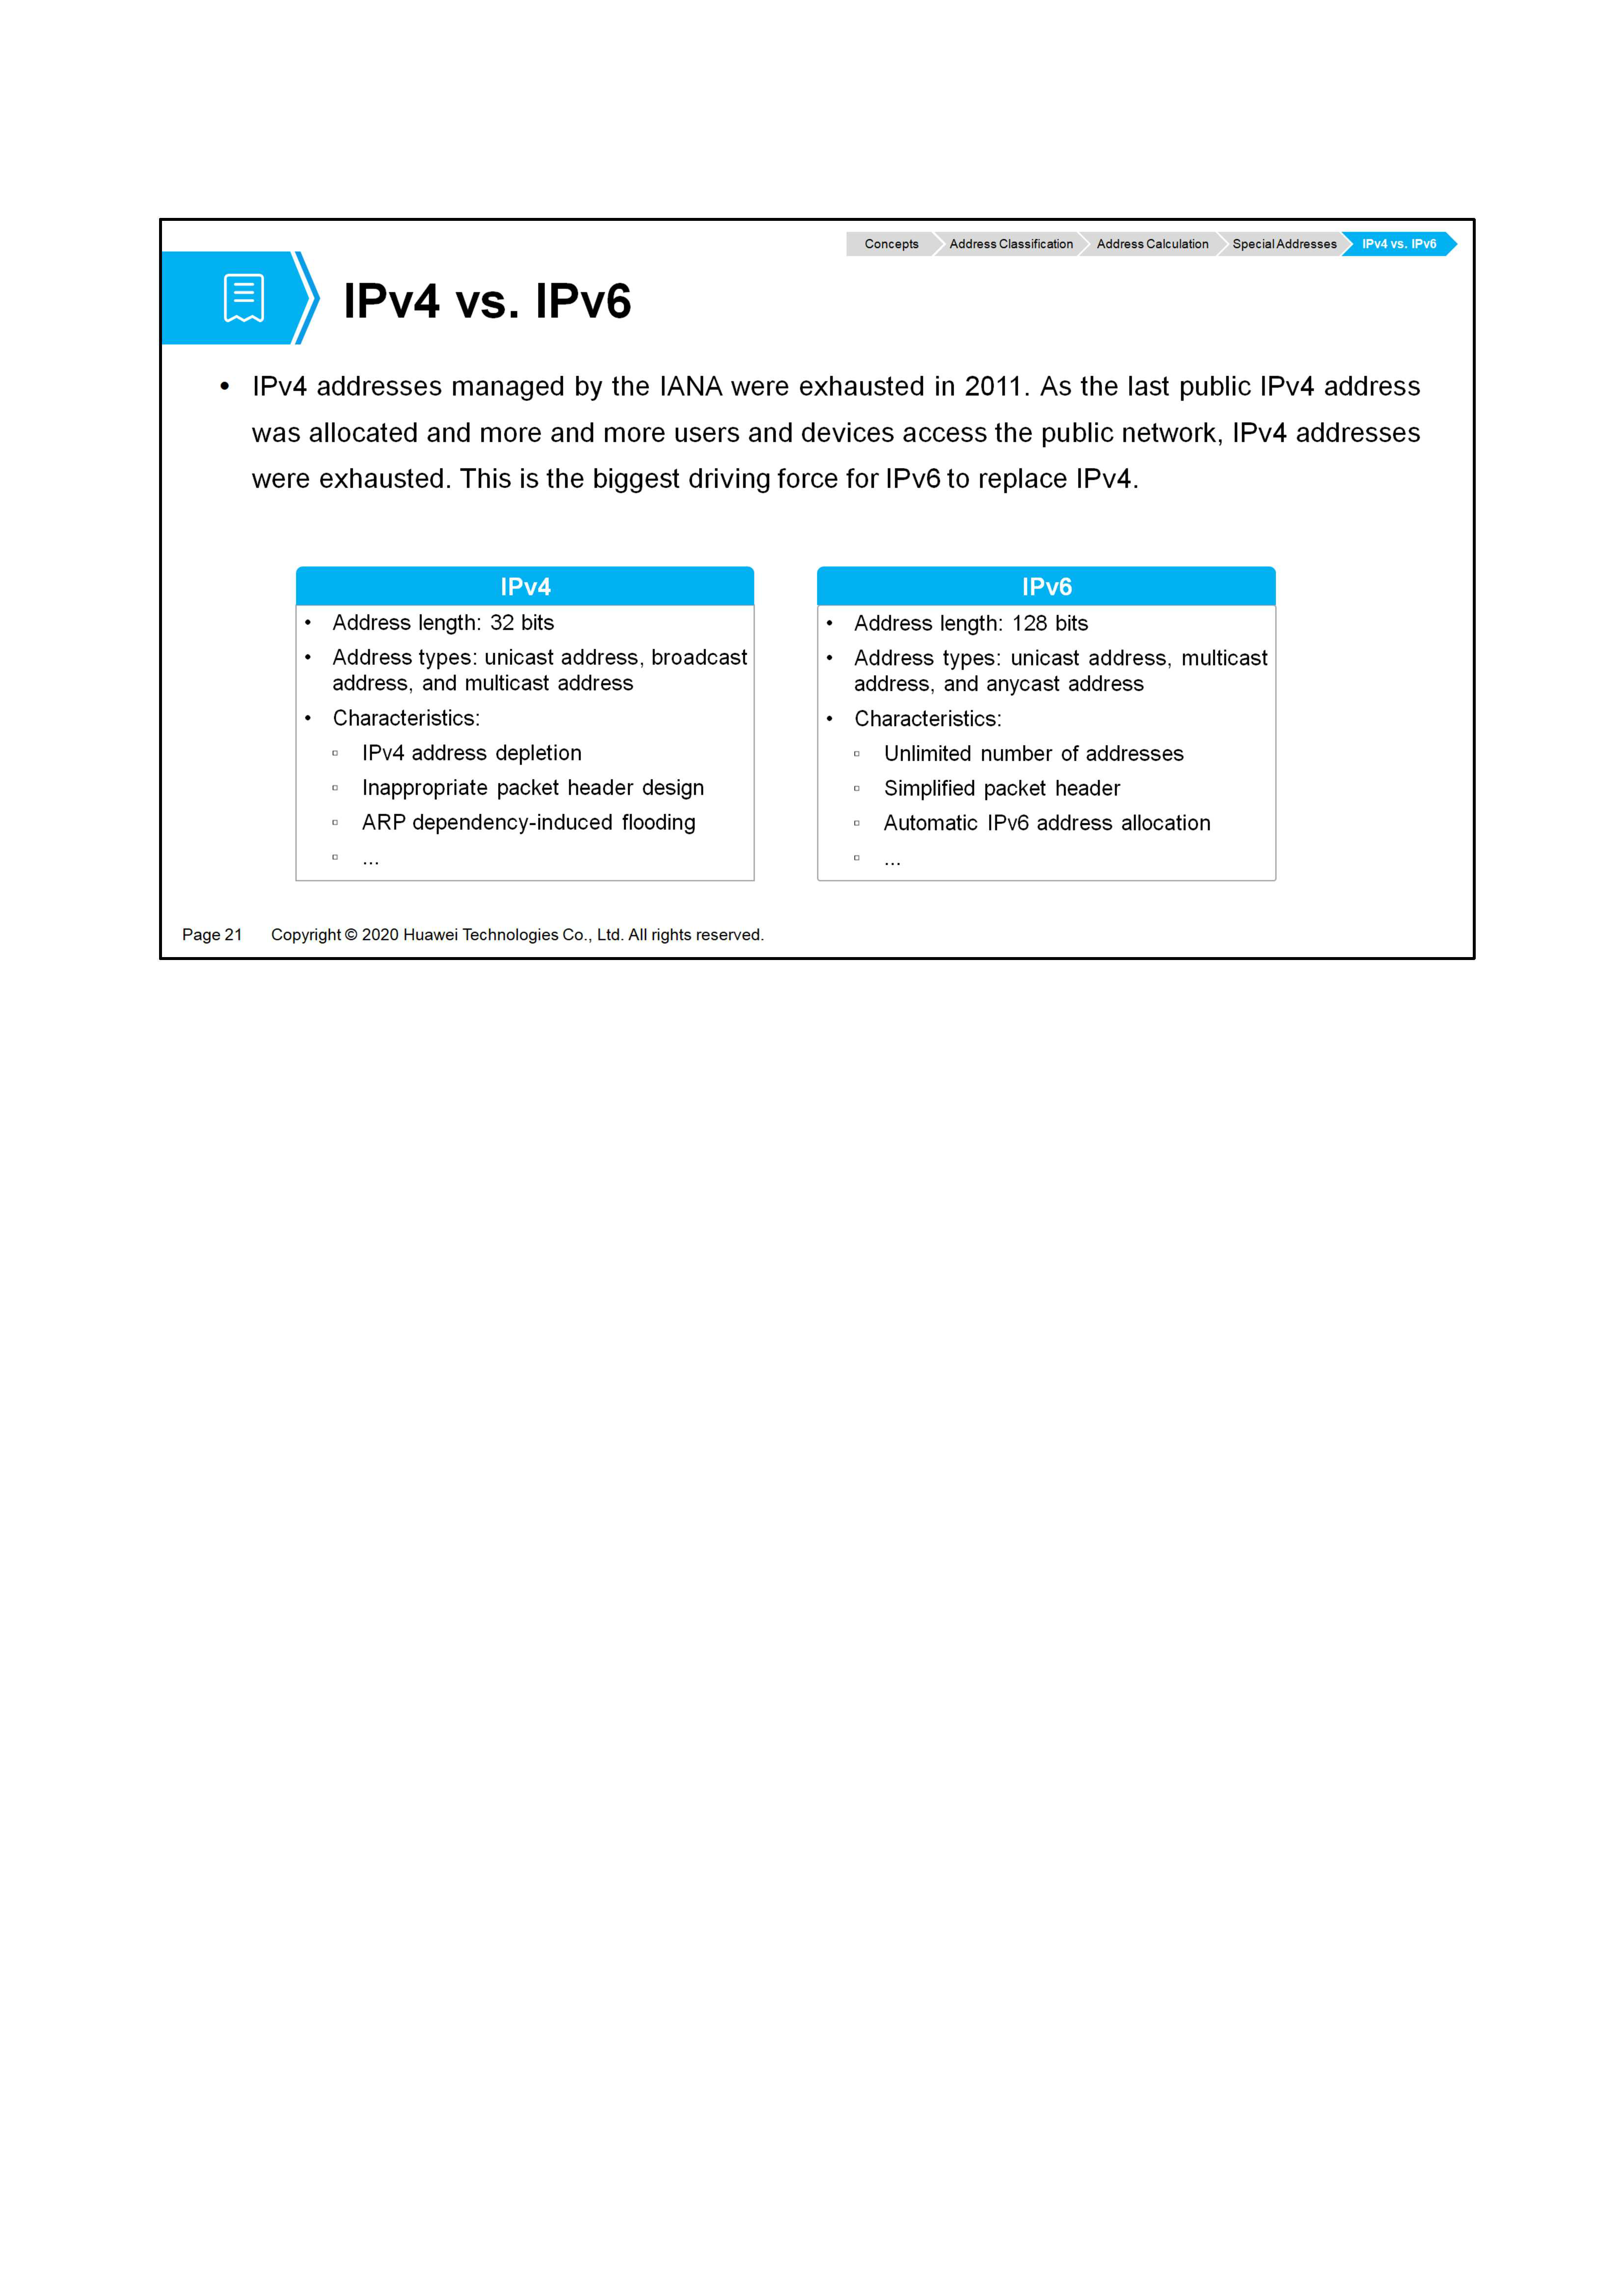 Concepts
Address Classification
Address Calculation
Special Addresses
IPv4 vs. IPv6
IPv4 vs. IPv6
• IPv4 addresses managed by the IANA were exhausted in 2011. As the last public IPv4 address
was allocated and more and more users and devices access the public network, IPv4 addresses
were exhausted. This is the biggest driving force for IPv6 to replace IPv4.
IPv4
• Address length: 32 bits
• Address types: unicast address, broadcast
address, and multicast address
• Characteristics:
▫ IPv4 address depletion
▫ Inappropriate packet header design
▫ ARP dependency-induced flooding
▫ ...
IPv6
• Address length: 128 bits
• Address types: unicast address, multicast
address, and anycast address
• Characteristics:
▫ Unlimited number of addresses
▫ Simplified packet header
▫ Automatic IPv6 address allocation
▫ ...
Page 21 Copyright © 2020 Huawei Technologies Co., Ltd. All rights reserved.